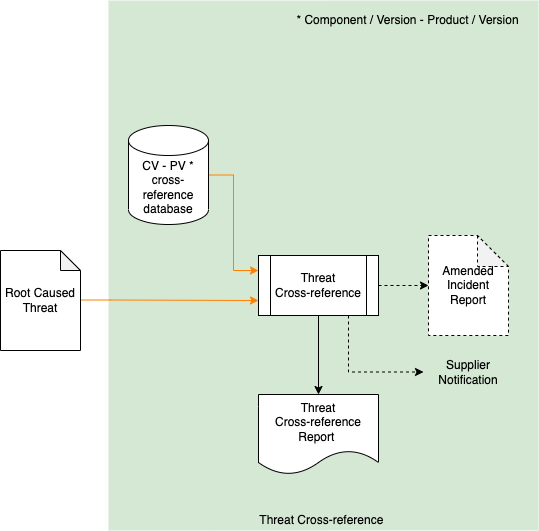 * Component / Version - Product / Version
CV - PV *
cross-
reference
database
Root Caused
Threat
Threat
Cross-reference
Amended
Incident
Report
Supplier
Notification
Threat
Cross-reference
Report
Threat Cross-reference